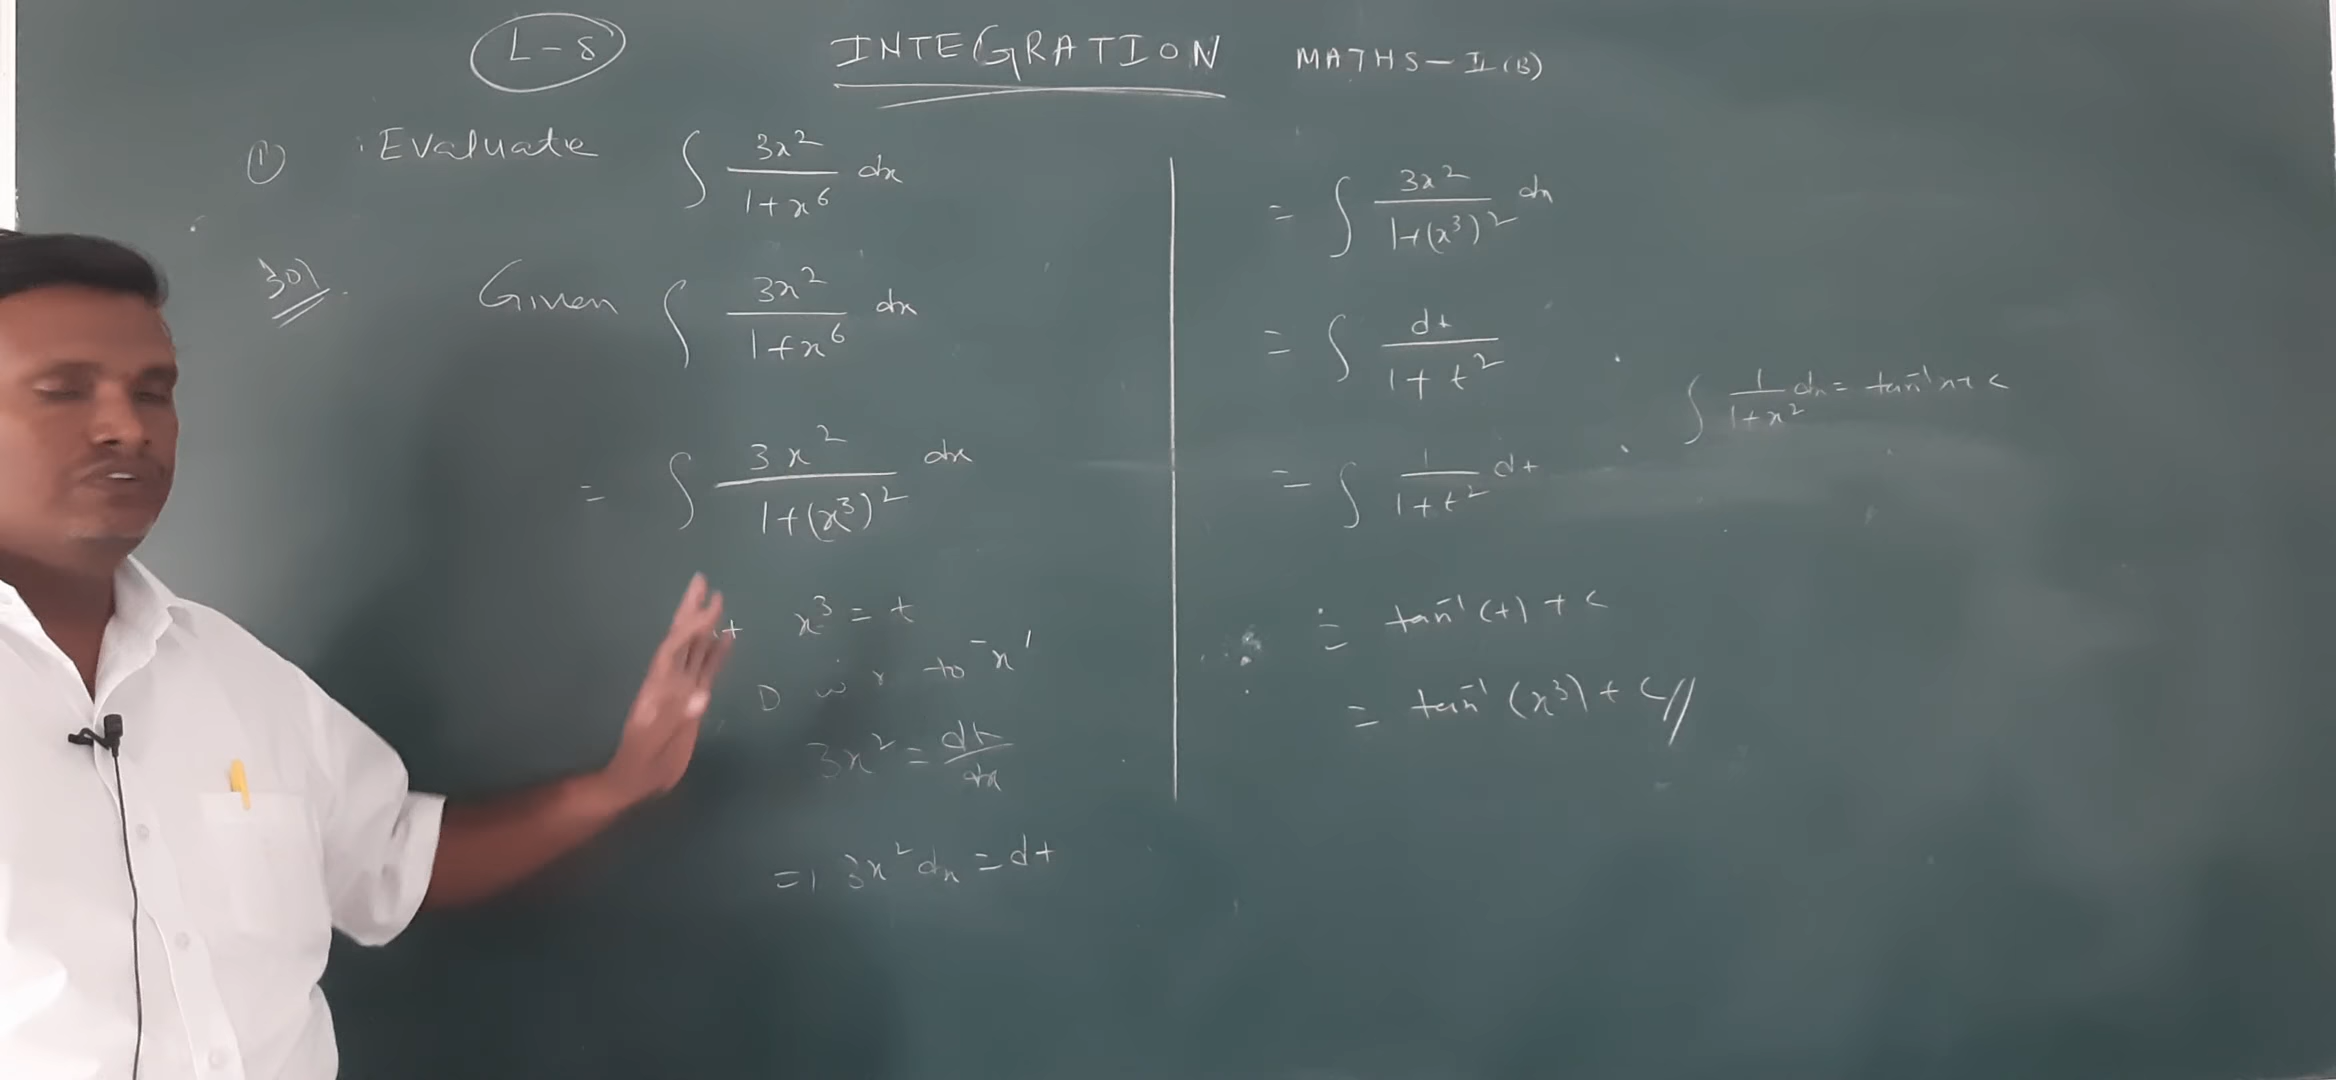 L-8
INTEGRATION
MATHS-II(B)
① Evaluate ∫ 3x²/(1+x⁶) dx
Sol.
Given ∫ 3x²/(1+x⁶) dx
= ∫ 3x²/(1+(x³)²) dx
x³ = t
D w r to 'x'
3x² = dt/dx
⇒ 3x² dx = dt
= ∫ 3x²/(1+(x³)²) dx
= ∫ dt/(1+t²)
∫ 1/(1+x²) dx = tan⁻¹x + c
= ∫ 1/(1+t²) dt
= tan⁻¹(t) + c
= tan⁻¹(x³) + c//